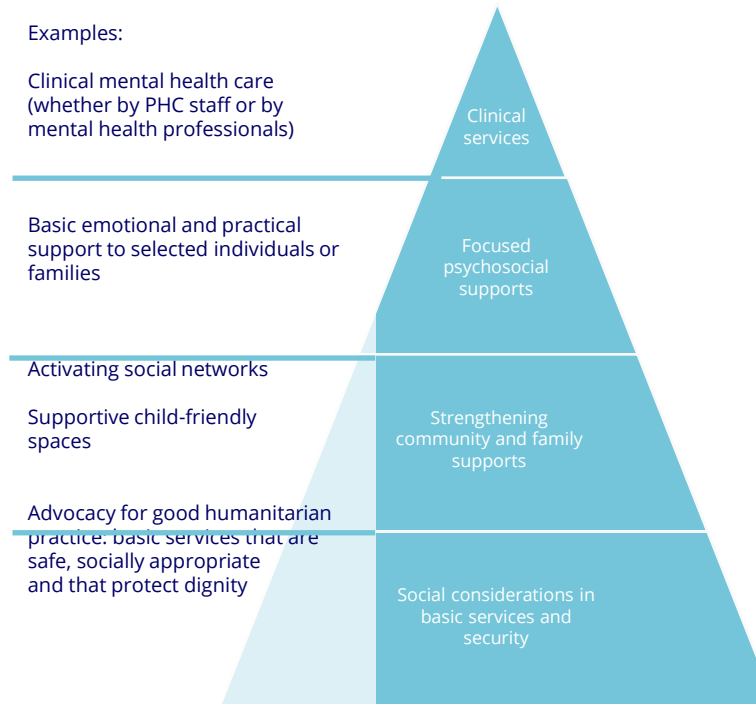 Examples:
Clinical mental health care
(whether by PHC staff or by
mental health professionals)
Clinical
services
Basic emotional and practical
support to selected individuals or
families
Focused
psychosocial
supports
Activating social networks
Supportive child-friendly
spaces
Strengthening
community and family
supports
Advocacy for good humanitarian
practice: basic services that are
safe, socially appropriate
and that protect dignity
Social considerations in
basic services and
security